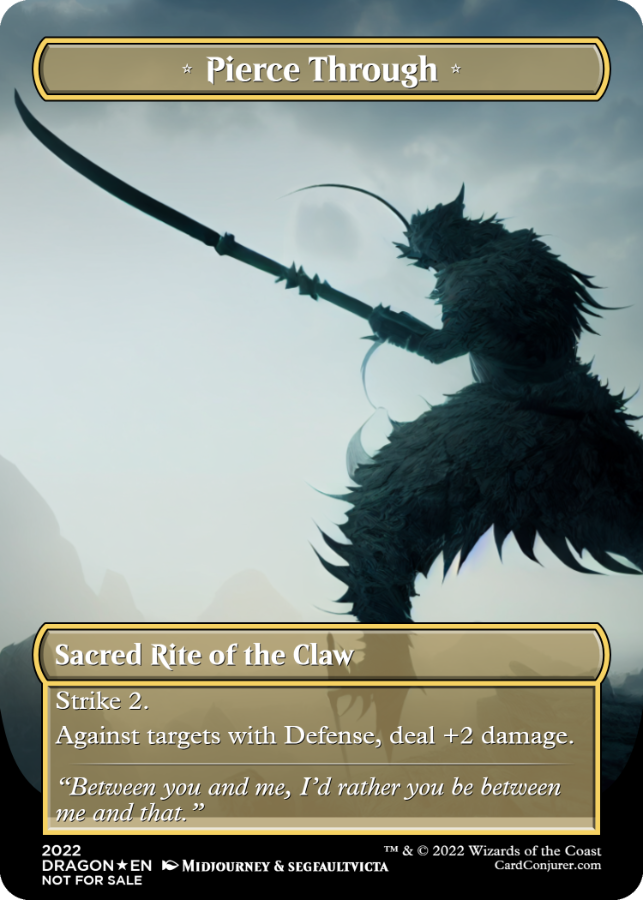 ☆ Pierce Through ☆
Sacred Rite of the Claw
Strike 2.
Against targets with Defense, deal +2 damage.
“Between you and me, I’d rather you be between
me and that.”
2022
DRAGON★EN MIDJOURNEY & SEGFAULTVICTA
NOT FOR SALE
™ & © 2022 Wizards of the Coast
CardConjurer.com